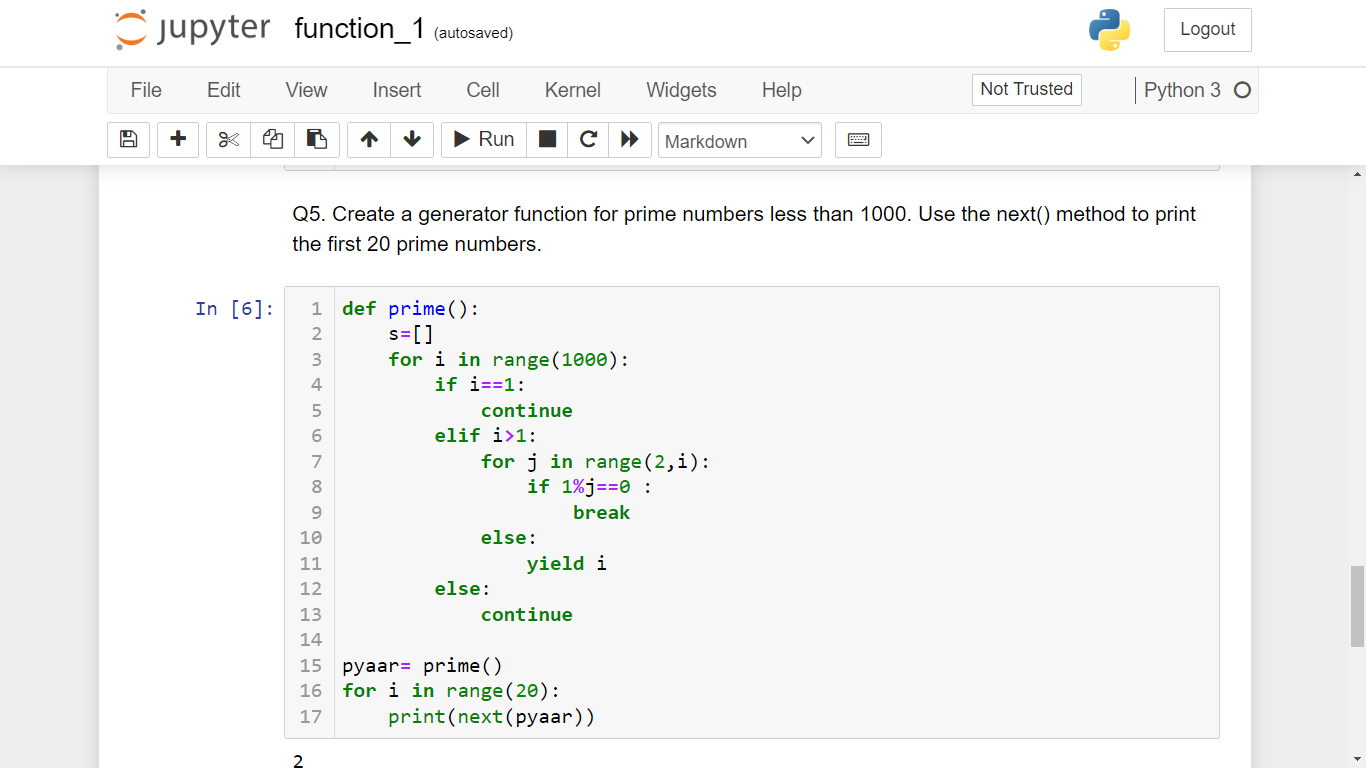 jupyter function_1 (autosaved) Logout
File Edit View Insert Cell Kernel Widgets Help Not Trusted Python 3
Run Markdown
Q5. Create a generator function for prime numbers less than 1000. Use the next() method to print
the first 20 prime numbers.
In [6]:
1 def prime():
2     s=[]
3     for i in range(1000):
4         if i==1:
5             continue
6         elif i>1:
7             for j in range(2,i):
8                 if 1%j==0 :
9                     break
10             else:
11                 yield i
12         else:
13             continue
14
15 pyaar= prime()
16 for i in range(20):
17     print(next(pyaar))
2